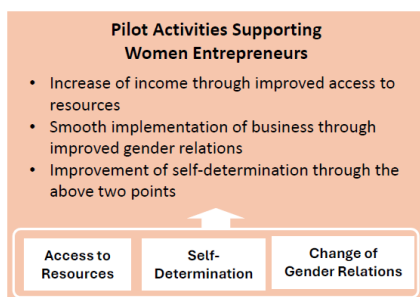 Pilot Activities Supporting
Women Entrepreneurs
• Increase of income through improved access to
resources
• Smooth implementation of business through
improved gender relations
• Improvement of self-determination through the
above two points
Access to
Resources
Self-
Determination
Change of
Gender Relations